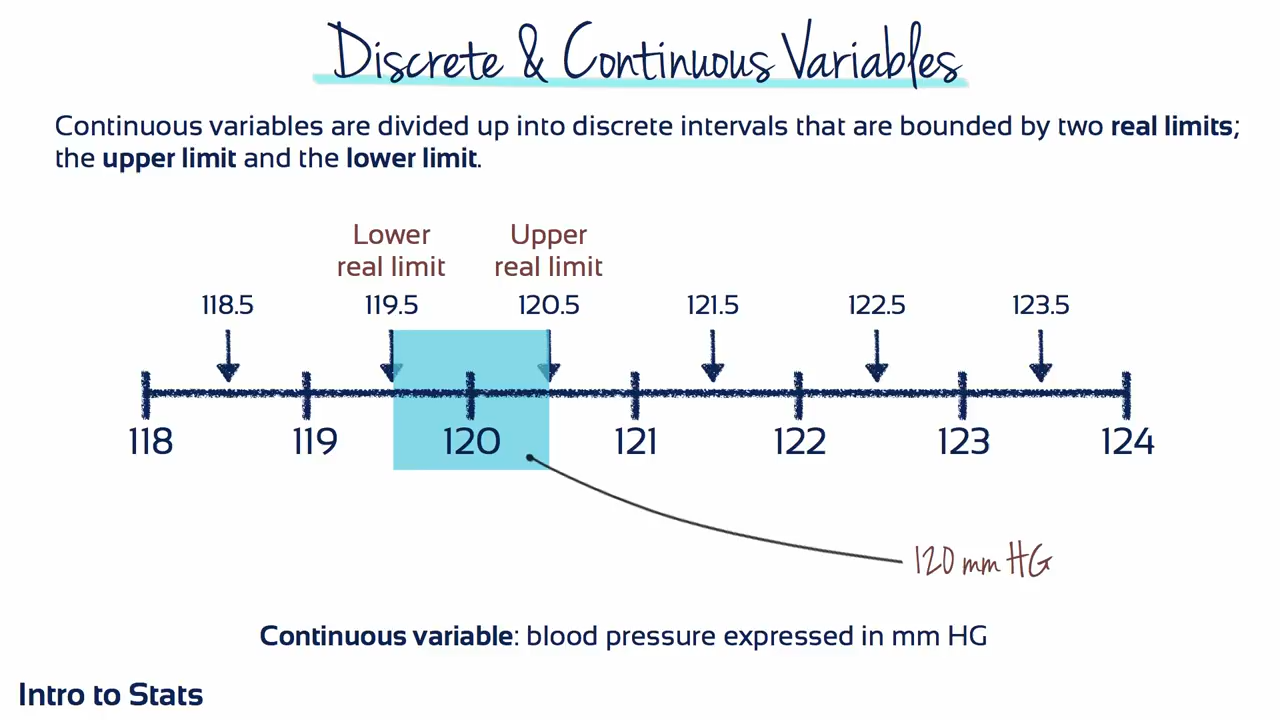 Discrete & Continuous Variables
Continuous variables are divided up into discrete intervals that are bounded by two real limits;
the upper limit and the lower limit.
Lower Upper
real limit real limit
118.5 119.5 120.5 121.5 122.5 123.5
118 119 120 121 122 123 124
120 mm HG
Continuous variable: blood pressure expressed in mm HG
Intro to Stats